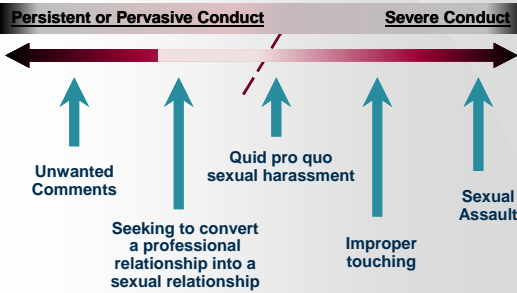 Persistent or Pervasive Conduct
Severe Conduct
Unwanted
Comments
Seeking to convert
a professional
relationship into a
sexual relationship
Quid pro quo
sexual harassment
Improper
touching
Sexual
Assault